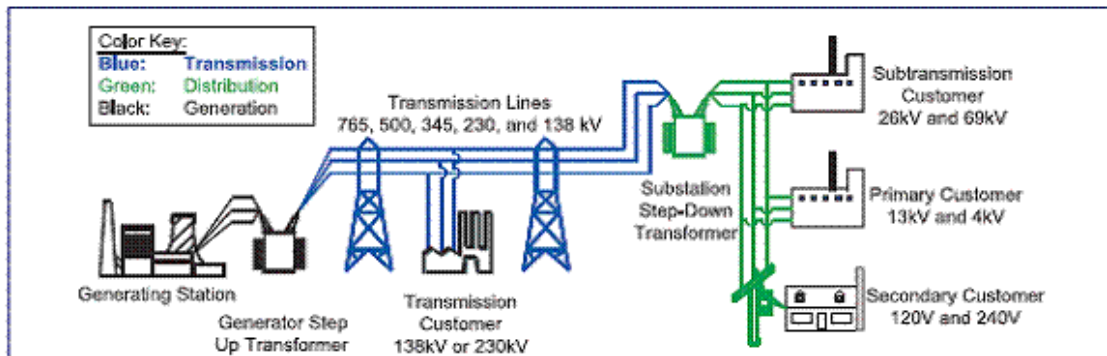 Color Key:
Blue: Transmission
Green: Distribution
Black: Generation
Transmission Lines
765, 500, 345, 230, and 138 kV
Generating Station
Generator Step
Up Transformer
Transmission
Customer
138kV or 230kV
Substation
Step-Down
Transformer
Subtransmission
Customer
26kV and 69kV
Primary Customer
13kV and 4kV
Secondary Customer
120V and 240V